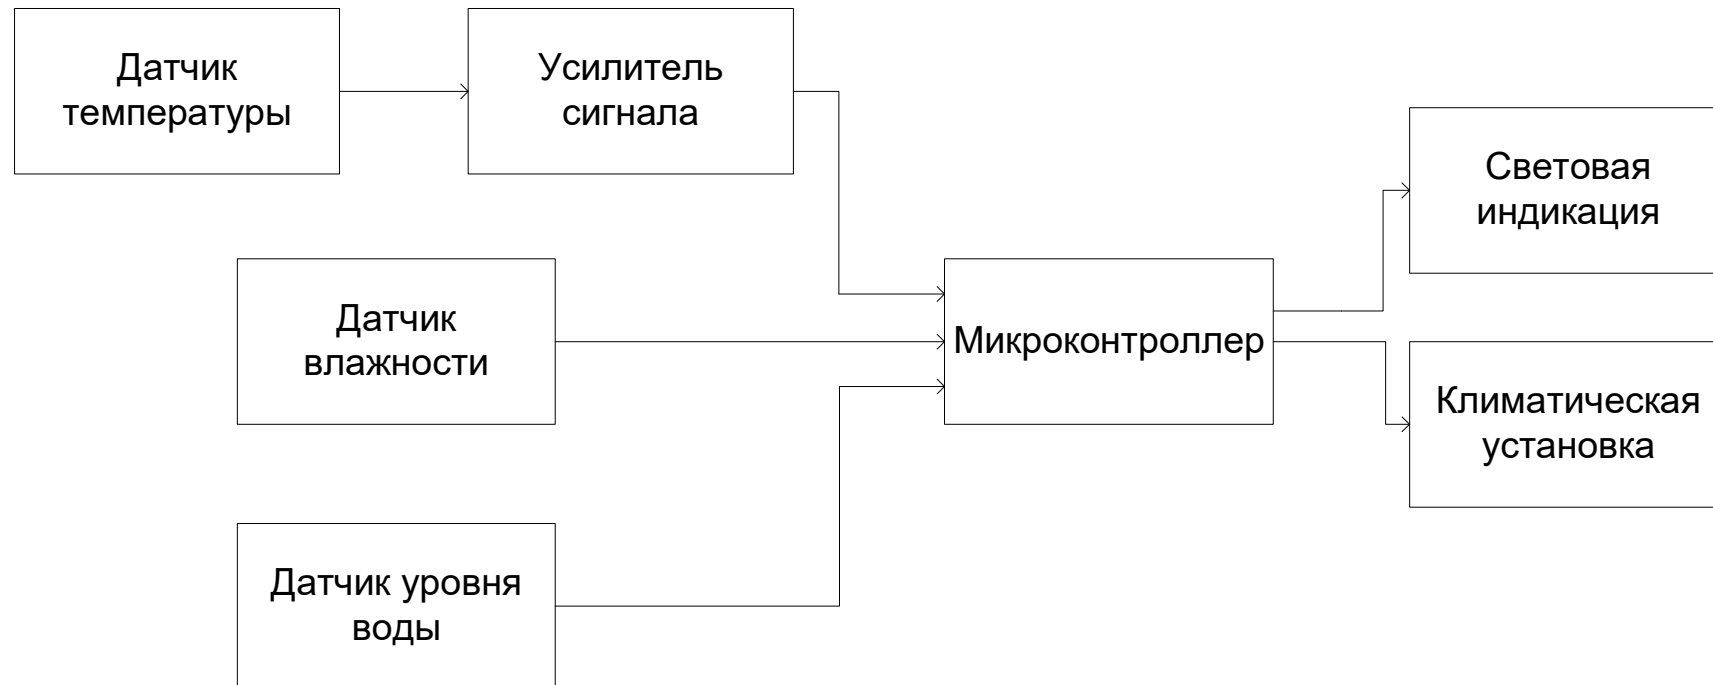 Датчик
температуры
Усилитель
сигнала
Световая
индикация
Датчик
влажности
Микроконтроллер
Климатическая
установка
Датчик уровня
воды